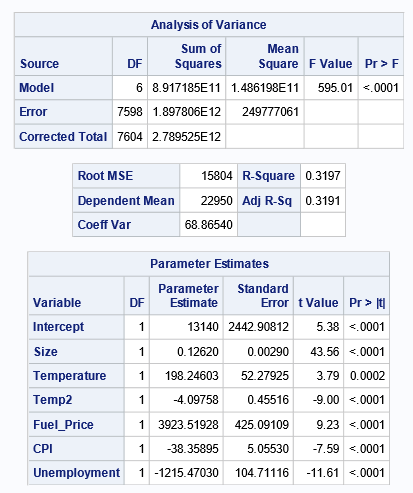 Analysis of Variance
Source DF Sum of Squares Mean Square F Value Pr > F
Model 6 8.917185E11 1.486198E11 595.01 <.0001
Error 7598 1.897806E12 249777061
Corrected Total 7604 2.789525E12
Root MSE 15804 R-Square 0.3197
Dependent Mean 22950 Adj R-Sq 0.3191
Coeff Var 68.86540
Parameter Estimates
Variable DF Parameter Estimate Standard Error t Value Pr > |t|
Intercept 1 13140 2442.90812 5.38 <.0001
Size 1 0.12620 0.00290 43.56 <.0001
Temperature 1 198.24603 52.27925 3.79 0.0002
Temp2 1 -4.09758 0.45516 -9.00 <.0001
Fuel_Price 1 3923.51928 425.09109 9.23 <.0001
CPI 1 -38.35895 5.05530 -7.59 <.0001
Unemployment 1 -1215.47030 104.71116 -11.61 <.0001